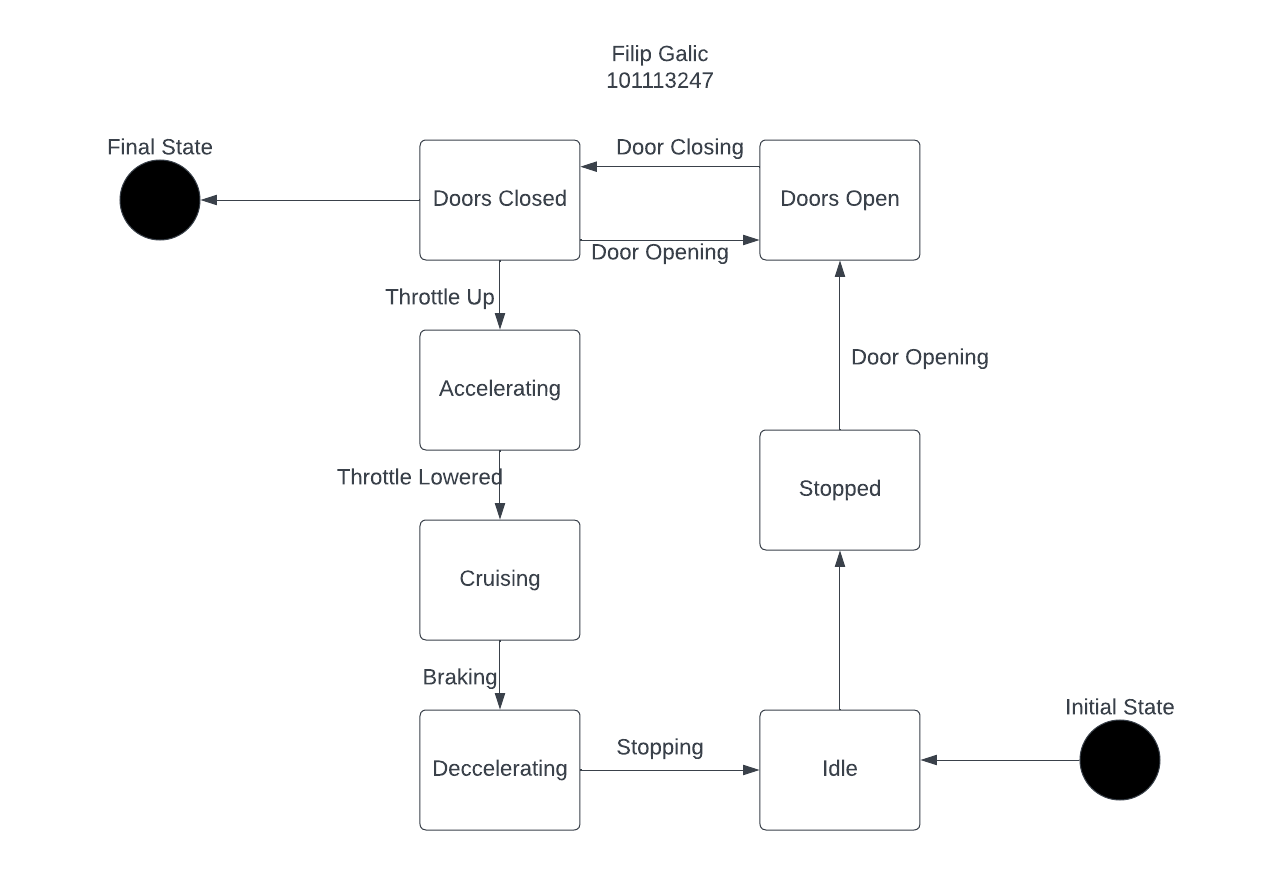 Filip Galic
101113247
Final State
Door Closing
Doors Closed
Doors Open
Door Opening
Throttle Up
Door Opening
Accelerating
Throttle Lowered
Stopped
Cruising
Braking
Initial State
Stopping
Deccelerating
Idle